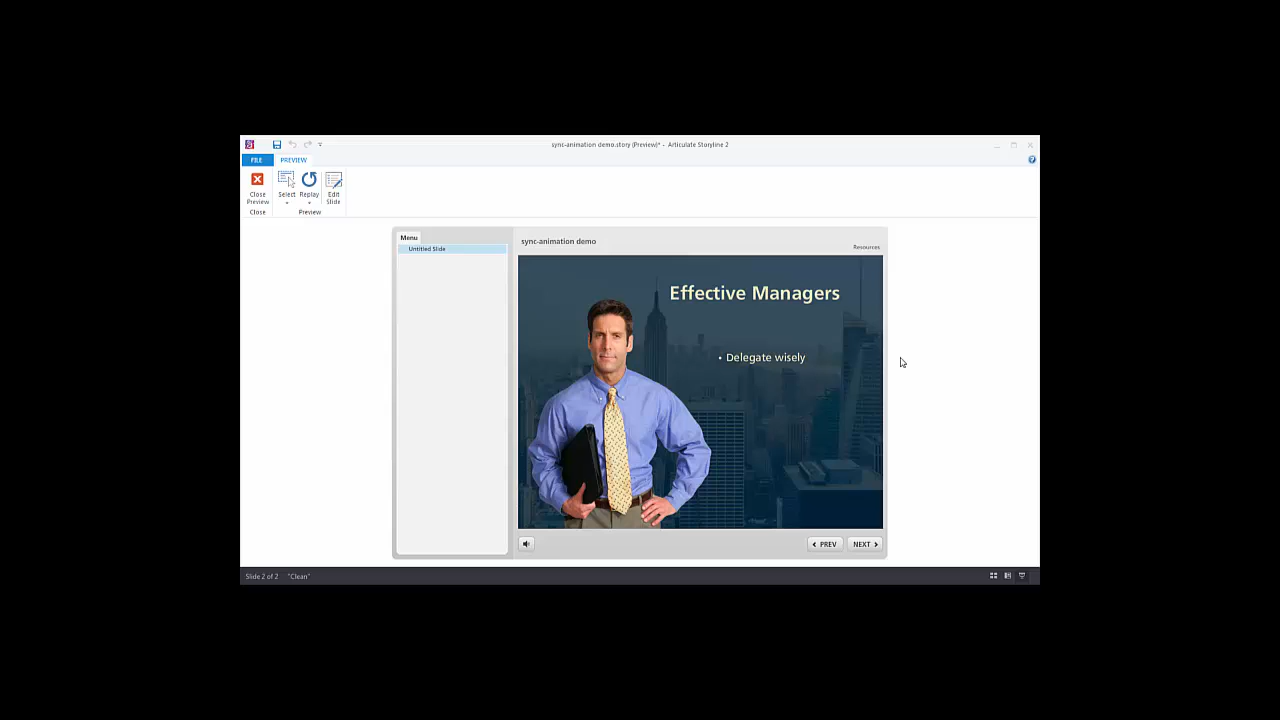 sync-animation demo.story (Preview)* - Articulate Storyline 2
FILE
PREVIEW
Close Preview
Select
Replay
Edit Slide
Close
Preview
Menu
Untitled Slide
sync-animation demo
Resources
Effective Managers
• Delegate wisely
PREV
NEXT
Slide 2 of 2
"Clean"